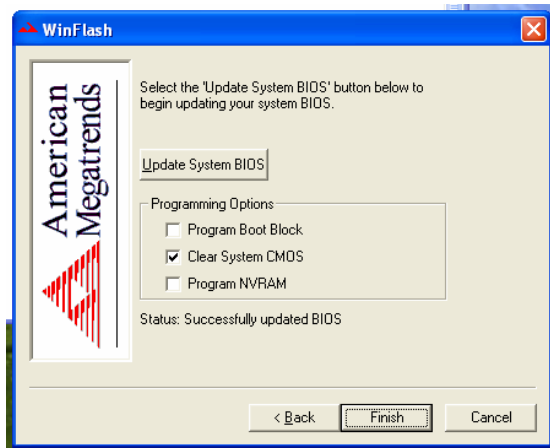 WinFlash
American
Megatrends
Select the 'Update System BIOS' button below to
begin updating your system BIOS.
Update System BIOS
Programming Options
Program Boot Block
Clear System CMOS
Program NVRAM
Status: Successfully updated BIOS
< Back
Finish
Cancel